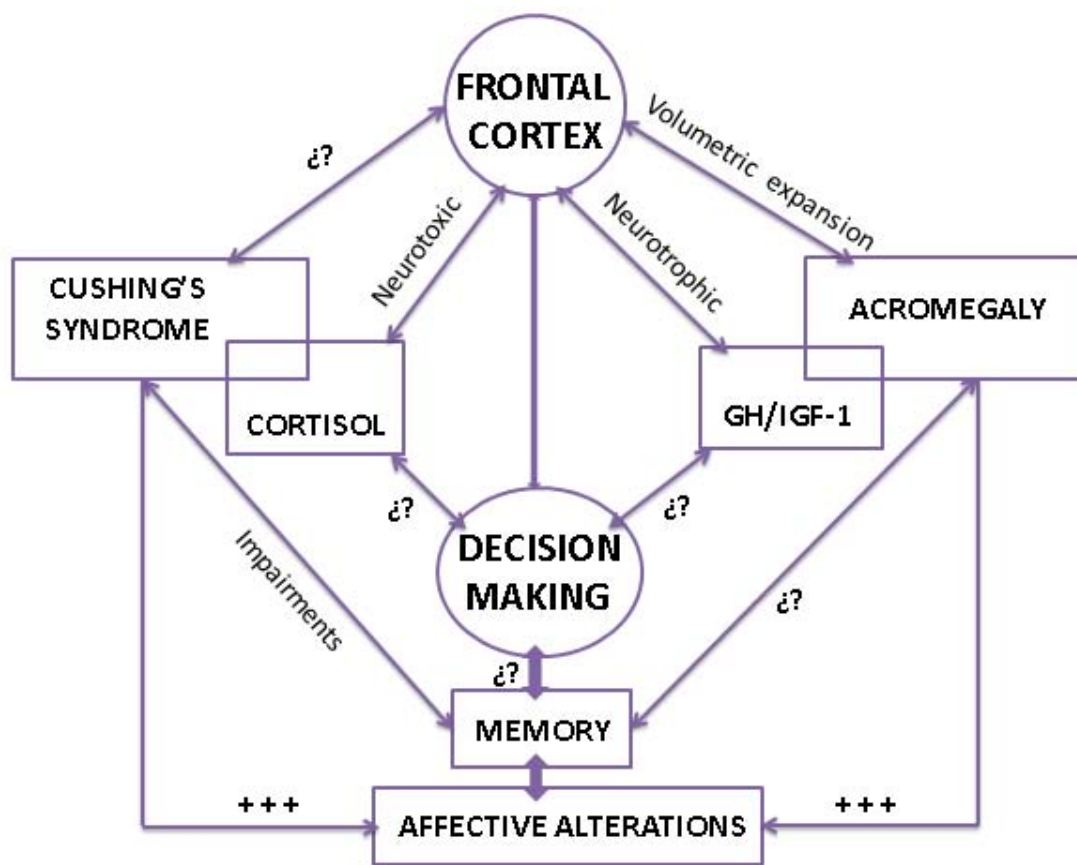 FRONTAL
CORTEX
¿?
Volumetric expansion
Neurotoxic
Neurotrophic
CUSHING'S
SYNDROME
ACROMEGALY
CORTISOL
GH/IGF-1
¿?
¿?
DECISION
MAKING
Impairments
¿?
¿?
MEMORY
+++
+++
AFFECTIVE ALTERATIONS